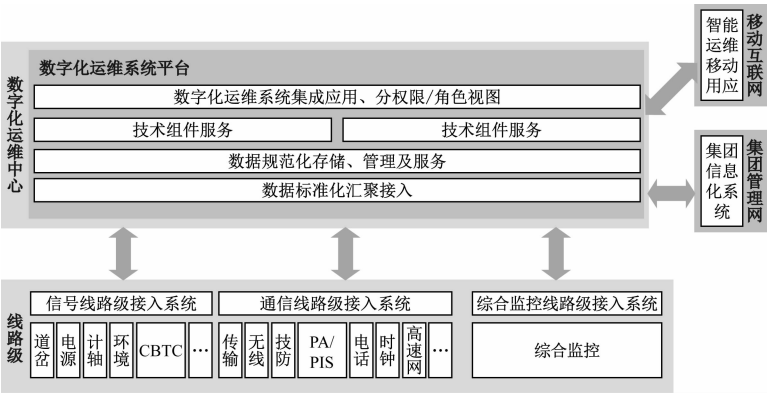 数字化运维中心
数字化运维系统平台
数字化运维系统集成应用、分权限/角色视图
技术组件服务
技术组件服务
数据规范化存储、管理及服务
数据标准化汇聚接入
智能
运维
移动
用应
移动互联网
集团
信息
化系
统
集团管理网
线路级
信号线路级接入系统
道岔
电源
计轴
环境
CBTC
…
通信线路级接入系统
传输
无线
技防
PA/
PIS
电话
时钟
高速网
…
综合监控线路级接入系统
综合监控